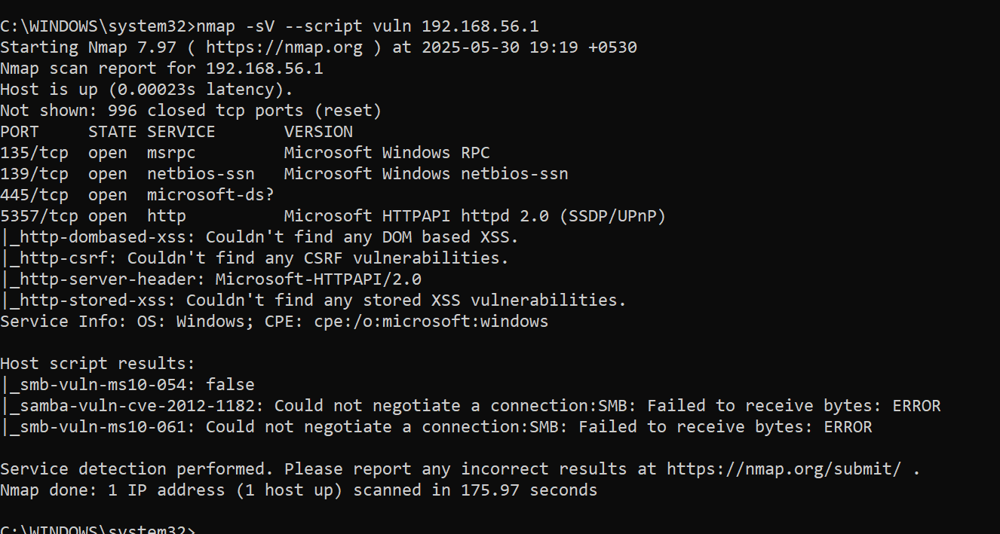 C:\WINDOWS\system32>nmap -sV --script vuln 192.168.56.1
Starting Nmap 7.97 ( https://nmap.org ) at 2025-05-30 19:19 +0530
Nmap scan report for 192.168.56.1
Host is up (0.00023s latency).
Not shown: 996 closed tcp ports (reset)
PORT     STATE SERVICE       VERSION
135/tcp  open  msrpc         Microsoft Windows RPC
139/tcp  open  netbios-ssn   Microsoft Windows netbios-ssn
445/tcp  open  microsoft-ds?
5357/tcp open  http          Microsoft HTTPAPI httpd 2.0 (SSDP/UPnP)
|_http-dombased-xss: Couldn't find any DOM based XSS.
|_http-csrf: Couldn't find any CSRF vulnerabilities.
|_http-server-header: Microsoft-HTTPAPI/2.0
|_http-stored-xss: Couldn't find any stored XSS vulnerabilities.
Service Info: OS: Windows; CPE: cpe:/o:microsoft:windows

Host script results:
|_smb-vuln-ms10-054: false
|_samba-vuln-cve-2012-1182: Could not negotiate a connection:SMB: Failed to receive bytes: ERROR
|_smb-vuln-ms10-061: Could not negotiate a connection:SMB: Failed to receive bytes: ERROR

Service detection performed. Please report any incorrect results at https://nmap.org/submit/ .
Nmap done: 1 IP address (1 host up) scanned in 175.97 seconds

C:\WINDOWS\system32>